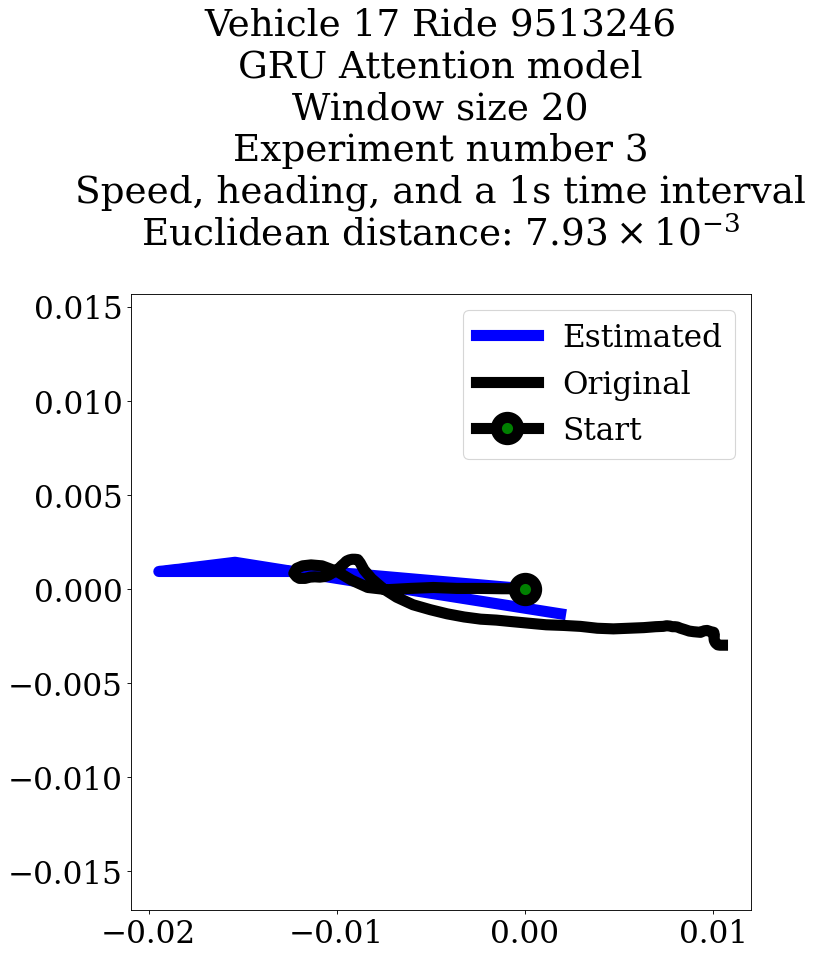 Vehicle 17 Ride 9513246
GRU Attention model
Window size 20
Experiment number 3
Speed, heading, and a 1s time interval
Euclidean distance: 7.93 × 10⁻³
0.015
0.010
0.005
0.000
−0.005
−0.010
−0.015
Estimated
Original
Start
−0.02
−0.01
0.00
0.01